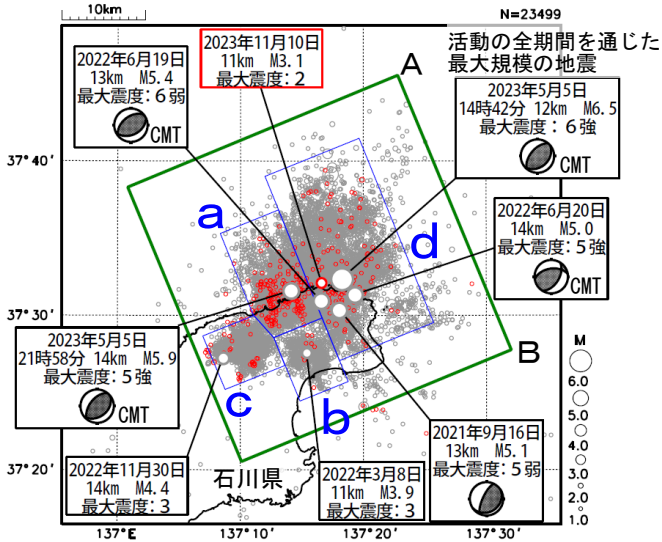 10km
N=23499
活動の全期間を通じた
最大規模の地震
2022年6月19日
13km M5.4
最大震度：6弱
CMT
2023年11月10日
11km M3.1
最大震度：2
A
2023年5月5日
14時42分 12km M6.5
最大震度：6強
CMT
2022年6月20日
14km M5.0
最大震度：5強
CMT
37°40'
37°30'
37°20'
a
d
c
b
B
2023年5月5日
21時58分 14km M5.9
最大震度：5強
CMT
2022年11月30日
14km M4.4
最大震度：3
石川県
2022年3月8日
11km M3.9
最大震度：3
2021年9月16日
13km M5.1
最大震度：5弱
M
6.0
5.0
4.0
3.0
2.0
1.0
137°E
137°10'
137°20'
137°30'